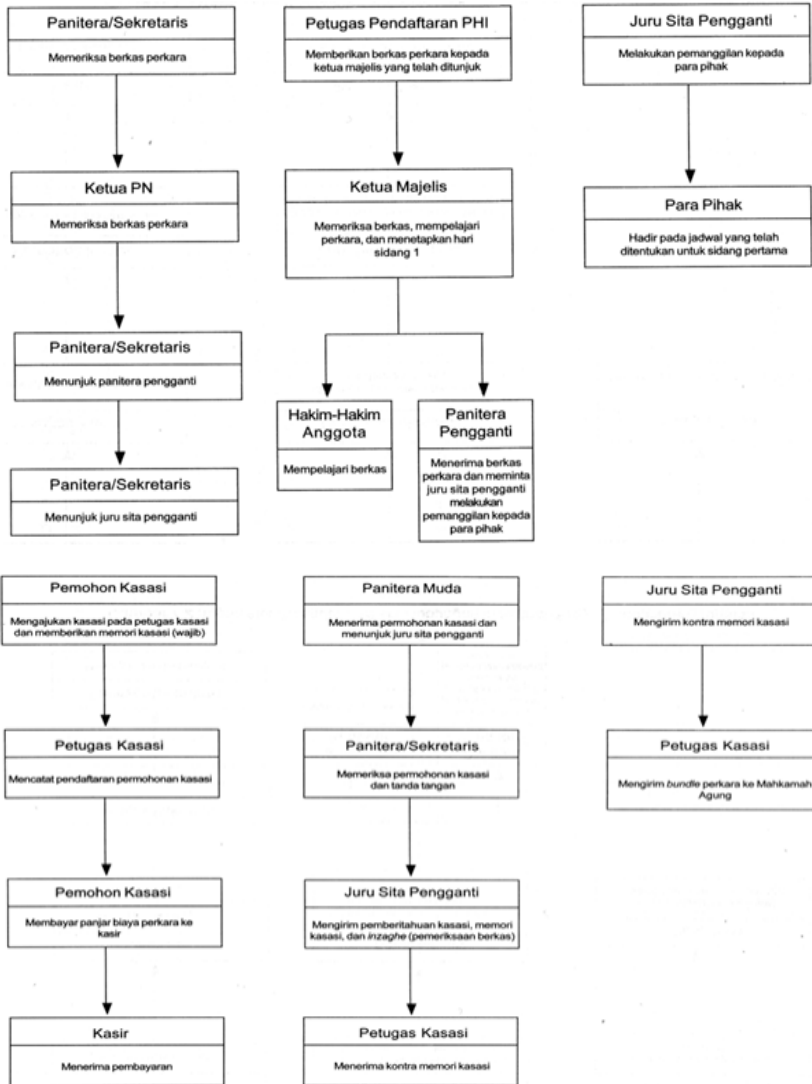 Panitera/Sekretaris
Memeriksa berkas perkara
Ketua PN
Memeriksa berkas perkara
Panitera/Sekretaris
Menunjuk panitera pengganti
Panitera/Sekretaris
Menunjuk juru sita pengganti
Petugas Pendaftaran PHI
Memberikan berkas perkara kepada
ketua majelis yang telah ditunjuk
Ketua Majelis
Memeriksa berkas, mempelajari
perkara, dan menetapkan hari
sidang 1
Hakim-Hakim
Anggota
Mempelajari berkas
Panitera
Pengganti
Menerima berkas
perkara dan meminta
juru sita pengganti
melakukan
pemanggilan kepada
para pihak
Juru Sita Pengganti
Melakukan pemanggilan kepada
para pihak
Para Pihak
Hadir pada jadwal yang telah
ditentukan untuk sidang pertama
Pemohon Kasasi
Mengajukan kasasi pada petugas kasasi
dan memberikan memori kasasi (wajib)
Petugas Kasasi
Mencatat pendaftaran permohonan kasasi
Pemohon Kasasi
Membayar panjar biaya perkara ke
kasir
Kasir
Menerima pembayaran
Panitera Muda
Menerima permohonan kasasi dan
menunjuk juru sita pengganti
Panitera/Sekretaris
Memeriksa permohonan kasasi
dan tanda tangan
Juru Sita Pengganti
Mengirim pemberitahuan kasasi, memori
kasasi, dan inzaghe (pemeriksaan berkas)
Petugas Kasasi
Menerima kontra memori kasasi
Juru Sita Pengganti
Mengirim kontra memori kasasi
Petugas Kasasi
Mengirim bundle perkara ke Mahkamah
Agung